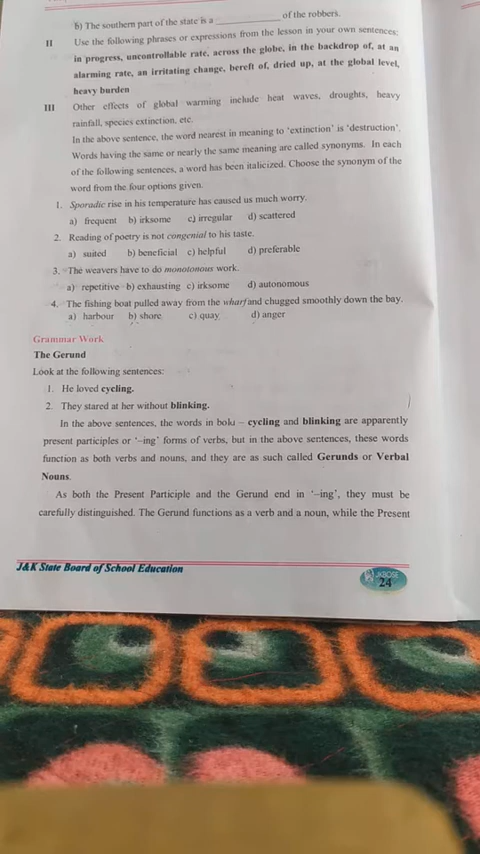 b) The southern part of the state is a ____________ of the robbers.
II Use the following phrases or expressions from the lesson in your own sentences:
in progress, uncontrollable rate, across the globe, in the backdrop of, at an
alarming rate, an irritating change, bereft of, dried up, at the global level,
heavy burden
III Other effects of global warming include heat waves, droughts, heavy
rainfall, species extinction, etc.
In the above sentence, the word nearest in meaning to 'extinction' is 'destruction'.
Words having the same or nearly the same meaning are called synonyms. In each
of the following sentences, a word has been italicized. Choose the synonym of the
word from the four options given.
1. Sporadic rise in his temperature has caused us much worry.
a) frequent b) irksome c) irregular d) scattered
2. Reading of poetry is not congenial to his taste.
a) suited b) beneficial c) helpful d) preferable
3. The weavers have to do monotonous work.
a) repetitive b) exhausting c) irksome d) autonomous
4. The fishing boat pulled away from the wharf and chugged smoothly down the bay.
a) harbour b) shore c) quay d) anger
Grammar Work
The Gerund
Look at the following sentences:
1. He loved cycling.
2. They stared at her without blinking.
In the above sentences, the words in bold – cycling and blinking are apparently
present participles or '–ing' forms of verbs, but in the above sentences, these words
function as both verbs and nouns, and they are as such called Gerunds or Verbal
Nouns.
As both the Present Participle and the Gerund end in '–ing', they must be
carefully distinguished. The Gerund functions as a verb and a noun, while the Present
J&K State Board of School Education
JKBOSE
24